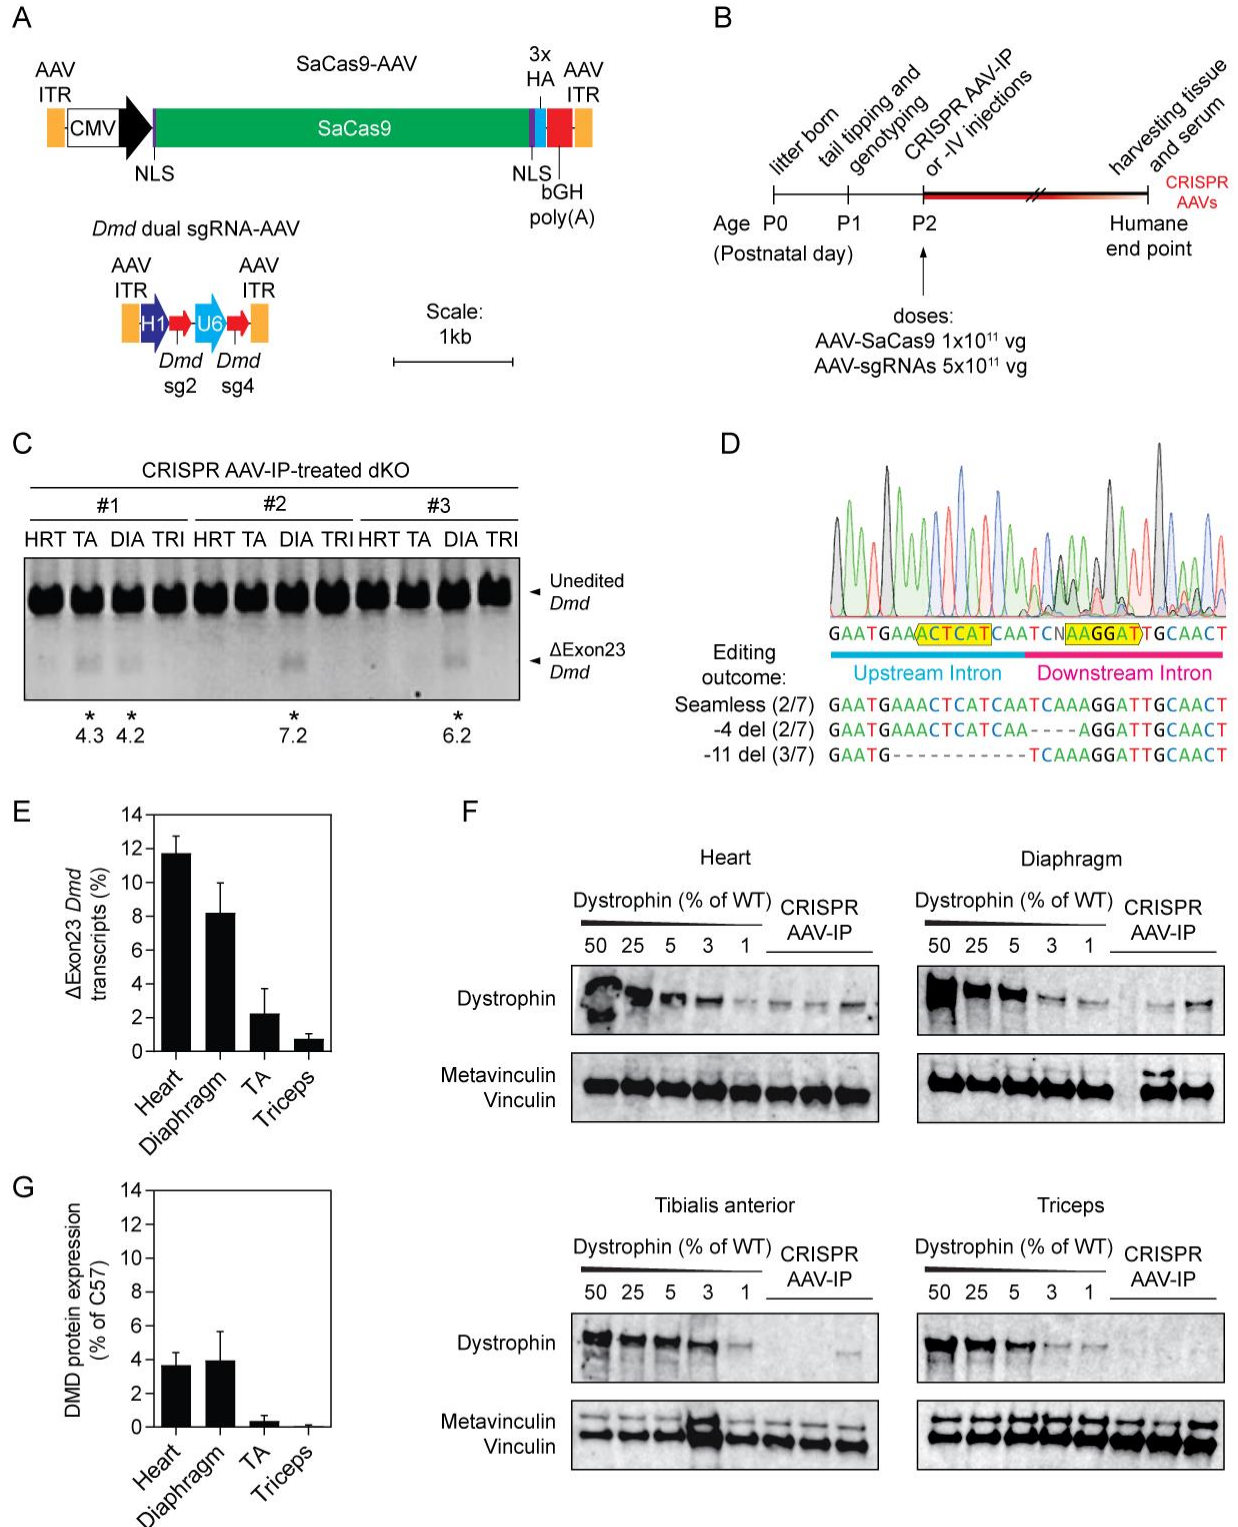 A
SaCas9-AAV
AAV
ITR
3x
HA
AAV
ITR
CMV
SaCas9
NLS
NLS
bGH
poly(A)
Dmd dual sgRNA-AAV
AAV
ITR
AAV
ITR
H1
U6
Dmd
sg2
Dmd
sg4
Scale:
1kb
B
litter born
tail tipping and
genotyping
CRISPR AAV-IP
or -IV injections
harvesting tissue
and serum
CRISPR
AAVs
Age P0 P1 P2
(Postnatal day)
Humane
end point
doses:
AAV-SaCas9 1x10¹¹ vg
AAV-sgRNAs 5x10¹¹ vg
C
CRISPR AAV-IP-treated dKO
#1 #2 #3
HRT TA DIA TRI HRT TA DIA TRI HRT TA DIA TRI
Unedited
Dmd
ΔExon23
Dmd
* * * *
4.3 4.2 7.2 6.2
D
GAATGAAACTCATCAATCNAAGGATTGCAACT
Editing
outcome:
Upstream Intron Downstream Intron
Seamless (2/7) GAATGAAACTCATCAATCAAAGGATTGCAACT
-4 del (2/7) GAATGAAACTCATCAA----AGGATTGCAACT
-11 del (3/7) GAATG-----------TCAAAGGATTGCAACT
E
ΔExon23 Dmd
transcripts (%)
14
12
10
8
6
4
2
0
Heart
Diaphragm
TA
Triceps
F
Heart
Dystrophin (% of WT)
CRISPR
AAV-IP
50 25 5 3 1
Diaphragm
Dystrophin (% of WT)
CRISPR
AAV-IP
50 25 5 3 1
Dystrophin
Metavinculin
Vinculin
Tibialis anterior
Dystrophin (% of WT)
CRISPR
AAV-IP
50 25 5 3 1
Triceps
Dystrophin (% of WT)
CRISPR
AAV-IP
50 25 5 3 1
Dystrophin
Metavinculin
Vinculin
G
DMD protein expression
(% of C57)
14
12
10
8
6
4
2
0
Heart
Diaphragm
TA
Triceps